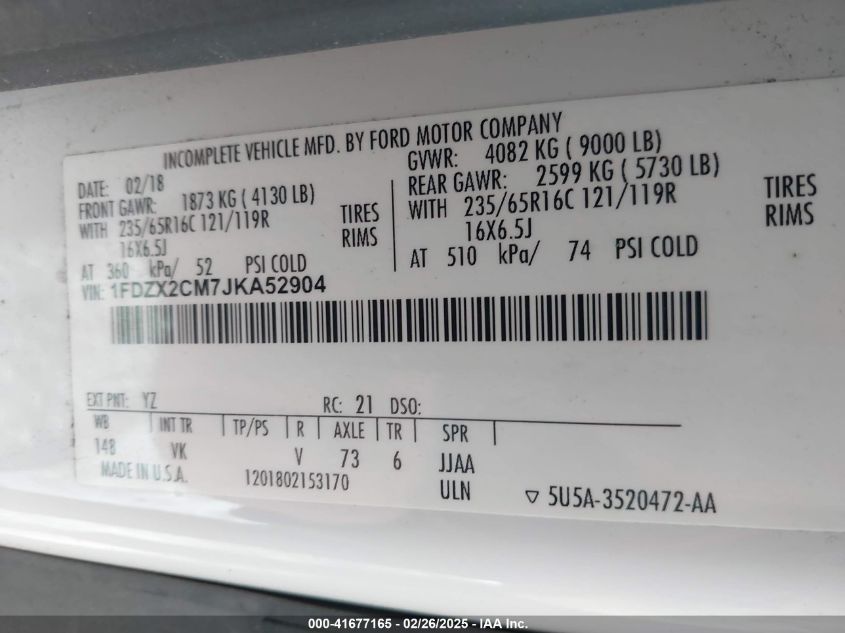 INCOMPLETE VEHICLE MFD. BY FORD MOTOR COMPANY
DATE: 02/18
GVWR: 4082 KG ( 9000 LB)
FRONT GAWR: 1873 KG ( 4130 LB)
REAR GAWR: 2599 KG ( 5730 LB)
WITH 235/65R16C 121/119R TIRES
WITH 235/65R16C 121/119R TIRES
16X6.5J RIMS
16X6.5J RIMS
AT 360 kPa/ 52 PSI COLD
AT 510 kPa/ 74 PSI COLD
VIN: 1FDZX2CM7JKA52904
EXT PNT: YZ RC: 21 DSO:
WB INT TR TP/PS R AXLE TR SPR
148 VK V 73 6 JJAA
MADE IN U.S.A. 1201802153170 ULN
▽ 5U5A-3520472-AA
000-41677165 - 02/26/2025 - IAA Inc.